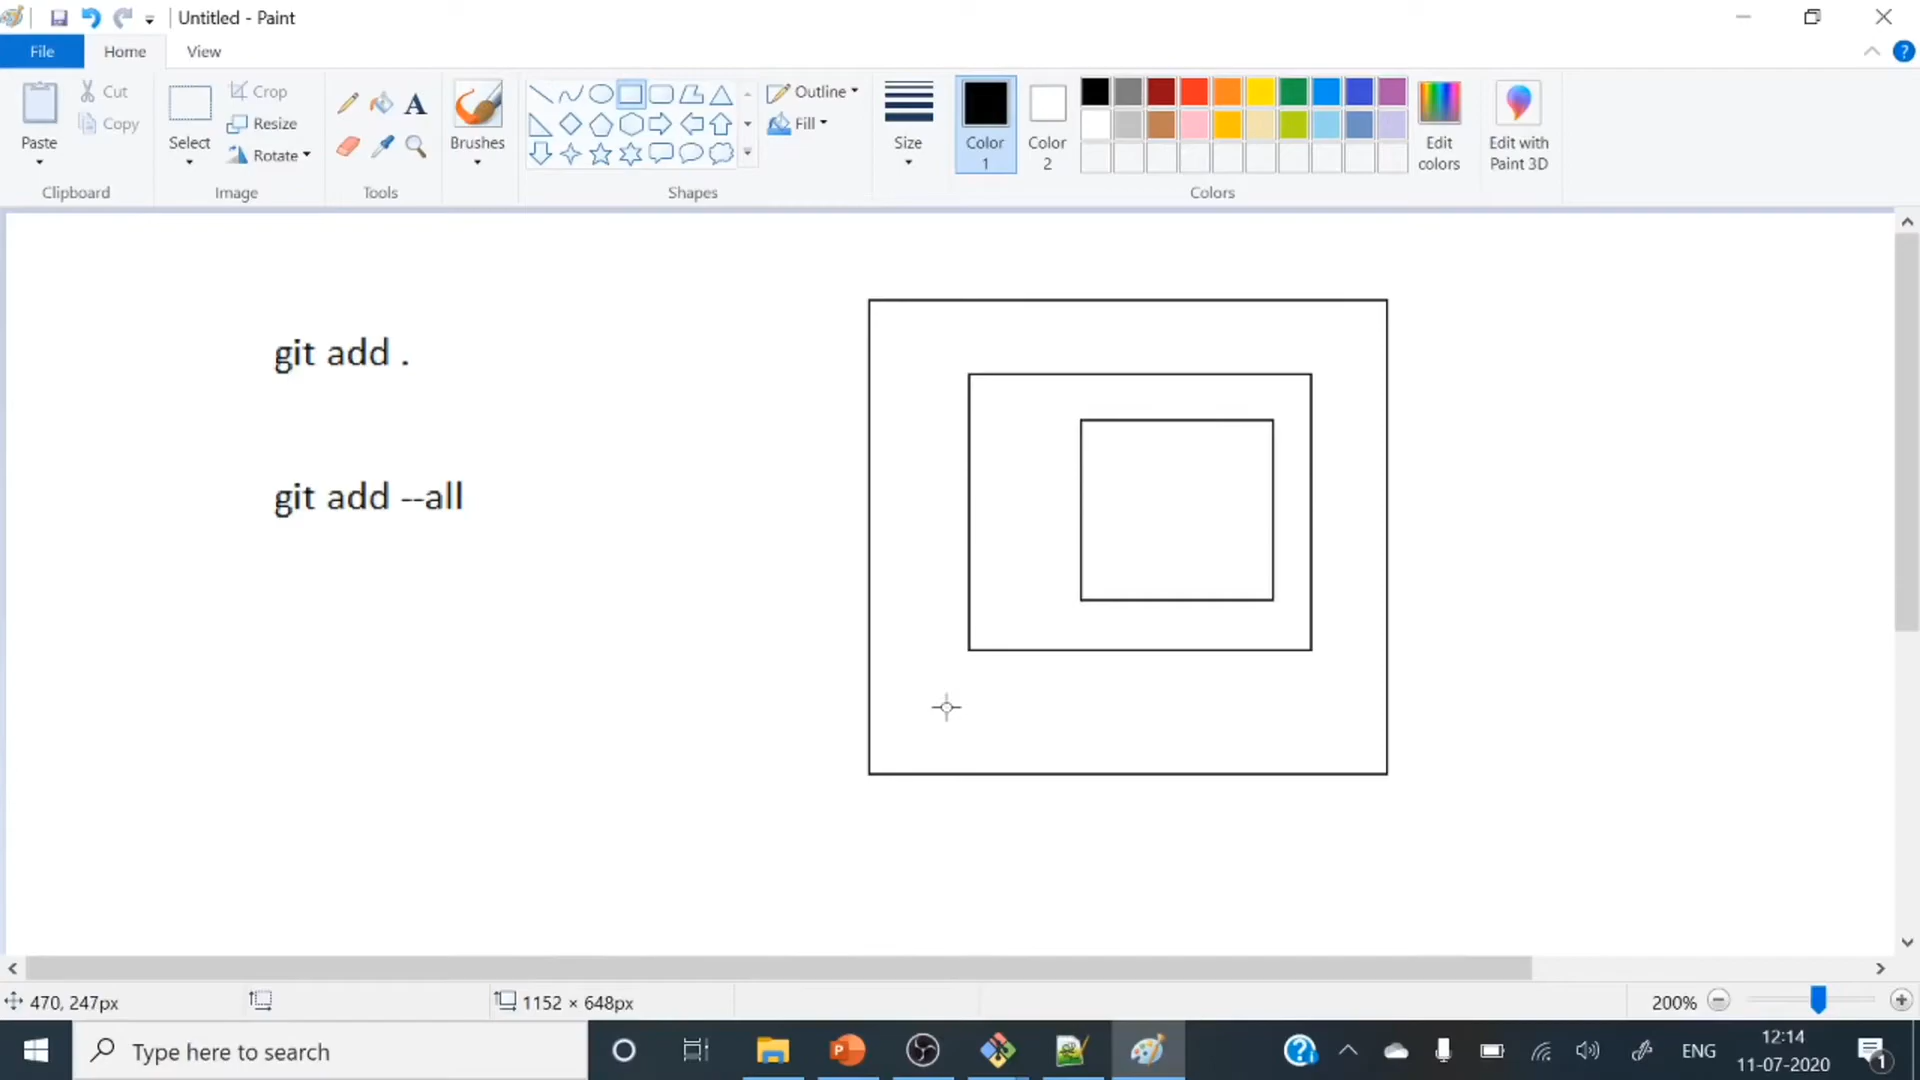 Untitled - Paint
File Home View
Paste
Cut
Copy
Clipboard
Select
Crop
Resize
Rotate
Image
A
Tools
Brushes
Outline
Fill
Shapes
Size
Color 1
Color 2
Colors
Edit colors
Edit with Paint 3D
?
git add .
git add --all
470, 247px
1152 × 648px
200%
Type here to search
P
?
ENG
12:14
11-07-2020
1